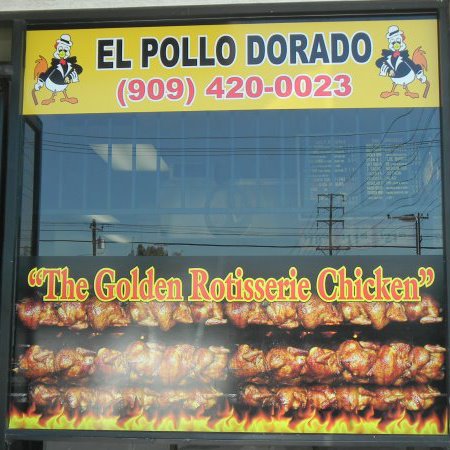 EL POLLO DORADO
(909) 420-0023
“The Golden Rotisserie Chicken”